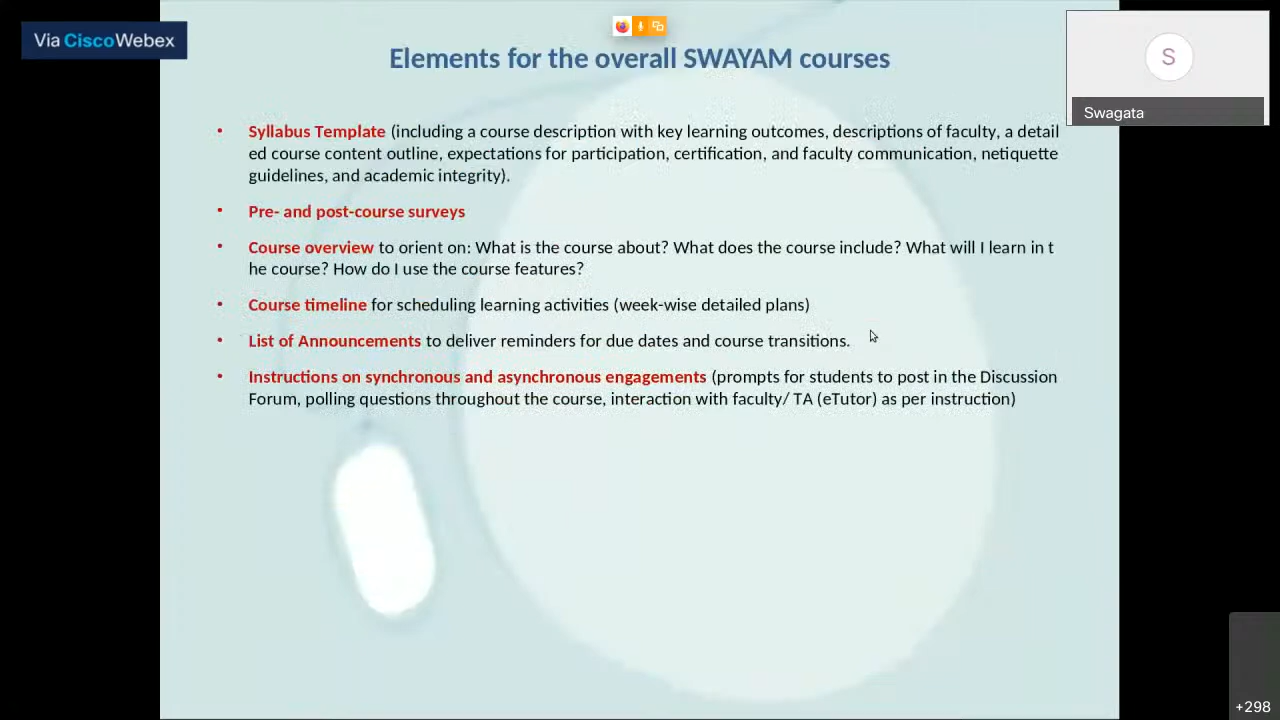 Via CiscoWebex
Elements for the overall SWAYAM courses
S
Swagata
• Syllabus Template (including a course description with key learning outcomes, descriptions of faculty, a detail
ed course content outline, expectations for participation, certification, and faculty communication, netiquette
guidelines, and academic integrity).
• Pre- and post-course surveys
• Course overview to orient on: What is the course about? What does the course include? What will I learn in t
he course? How do I use the course features?
• Course timeline for scheduling learning activities (week-wise detailed plans)
• List of Announcements to deliver reminders for due dates and course transitions.
• Instructions on synchronous and asynchronous engagements (prompts for students to post in the Discussion
Forum, polling questions throughout the course, interaction with faculty/ TA (eTutor) as per instruction)
+298